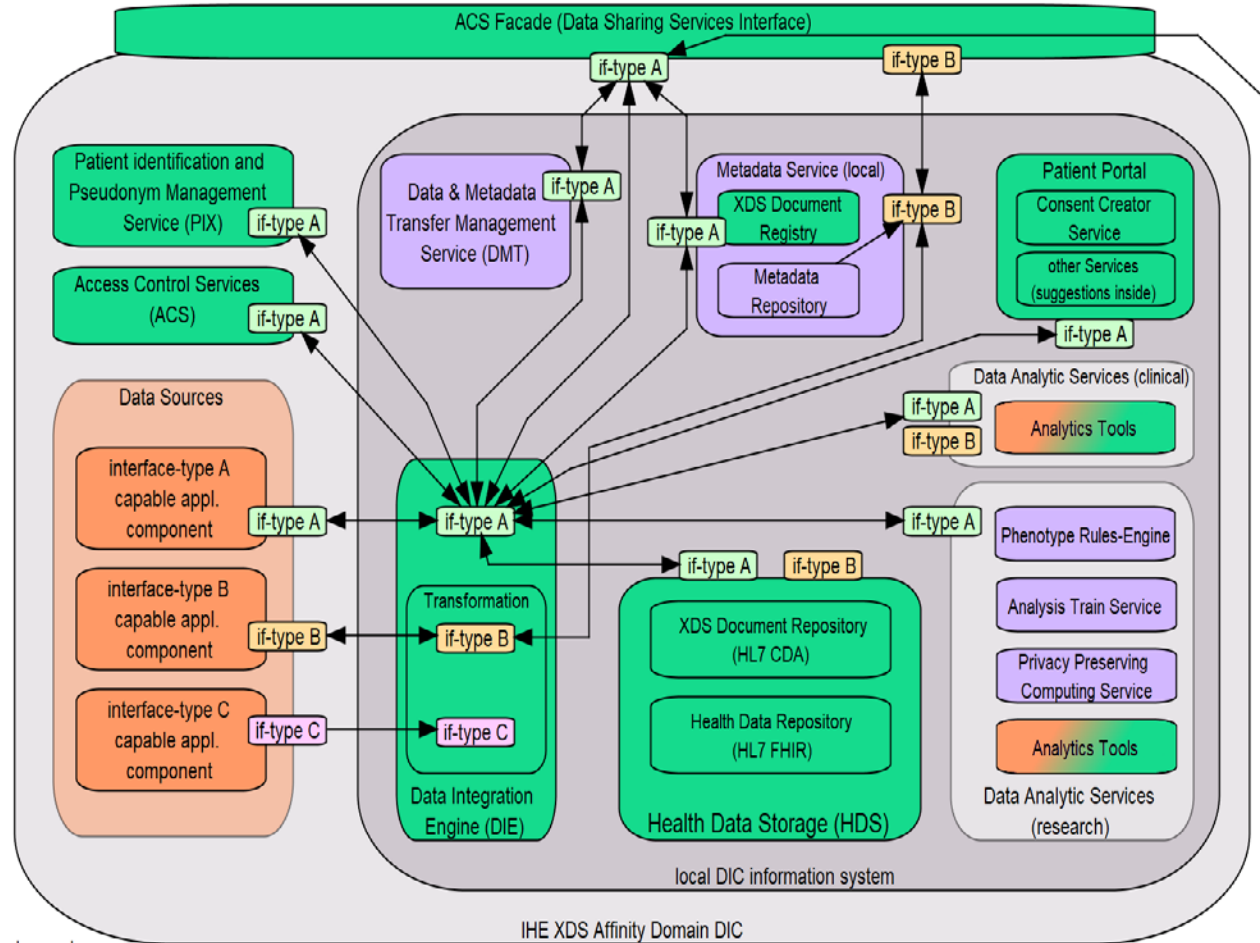 ACS Facade (Data Sharing Services Interface)
if-type A
if-type B
Patient identification and
Pseudonym Management
Service (PIX)
if-type A
Access Control Services
(ACS)
if-type A
Data & Metadata
Transfer Management
Service (DMT)
if-type A
Metadata Service (local)
XDS Document
Registry
if-type A
if-type B
Metadata
Repository
Patient Portal
Consent Creator
Service
other Services
(suggestions inside)
if-type A
Data Analytic Services (clinical)
if-type A
if-type B
Analytics Tools
Data Sources
interface-type A
capable appl.
component
if-type A
interface-type B
capable appl.
component
if-type B
interface-type C
capable appl.
component
if-type C
if-type A
Transformation
if-type B
if-type C
Data Integration
Engine (DIE)
if-type A
if-type B
XDS Document Repository
(HL7 CDA)
Health Data Repository
(HL7 FHIR)
Health Data Storage (HDS)
if-type A
Phenotype Rules-Engine
Analysis Train Service
Privacy Preserving
Computing Service
Analytics Tools
Data Analytic Services
(research)
local DIC information system
IHE XDS Affinity Domain DIC